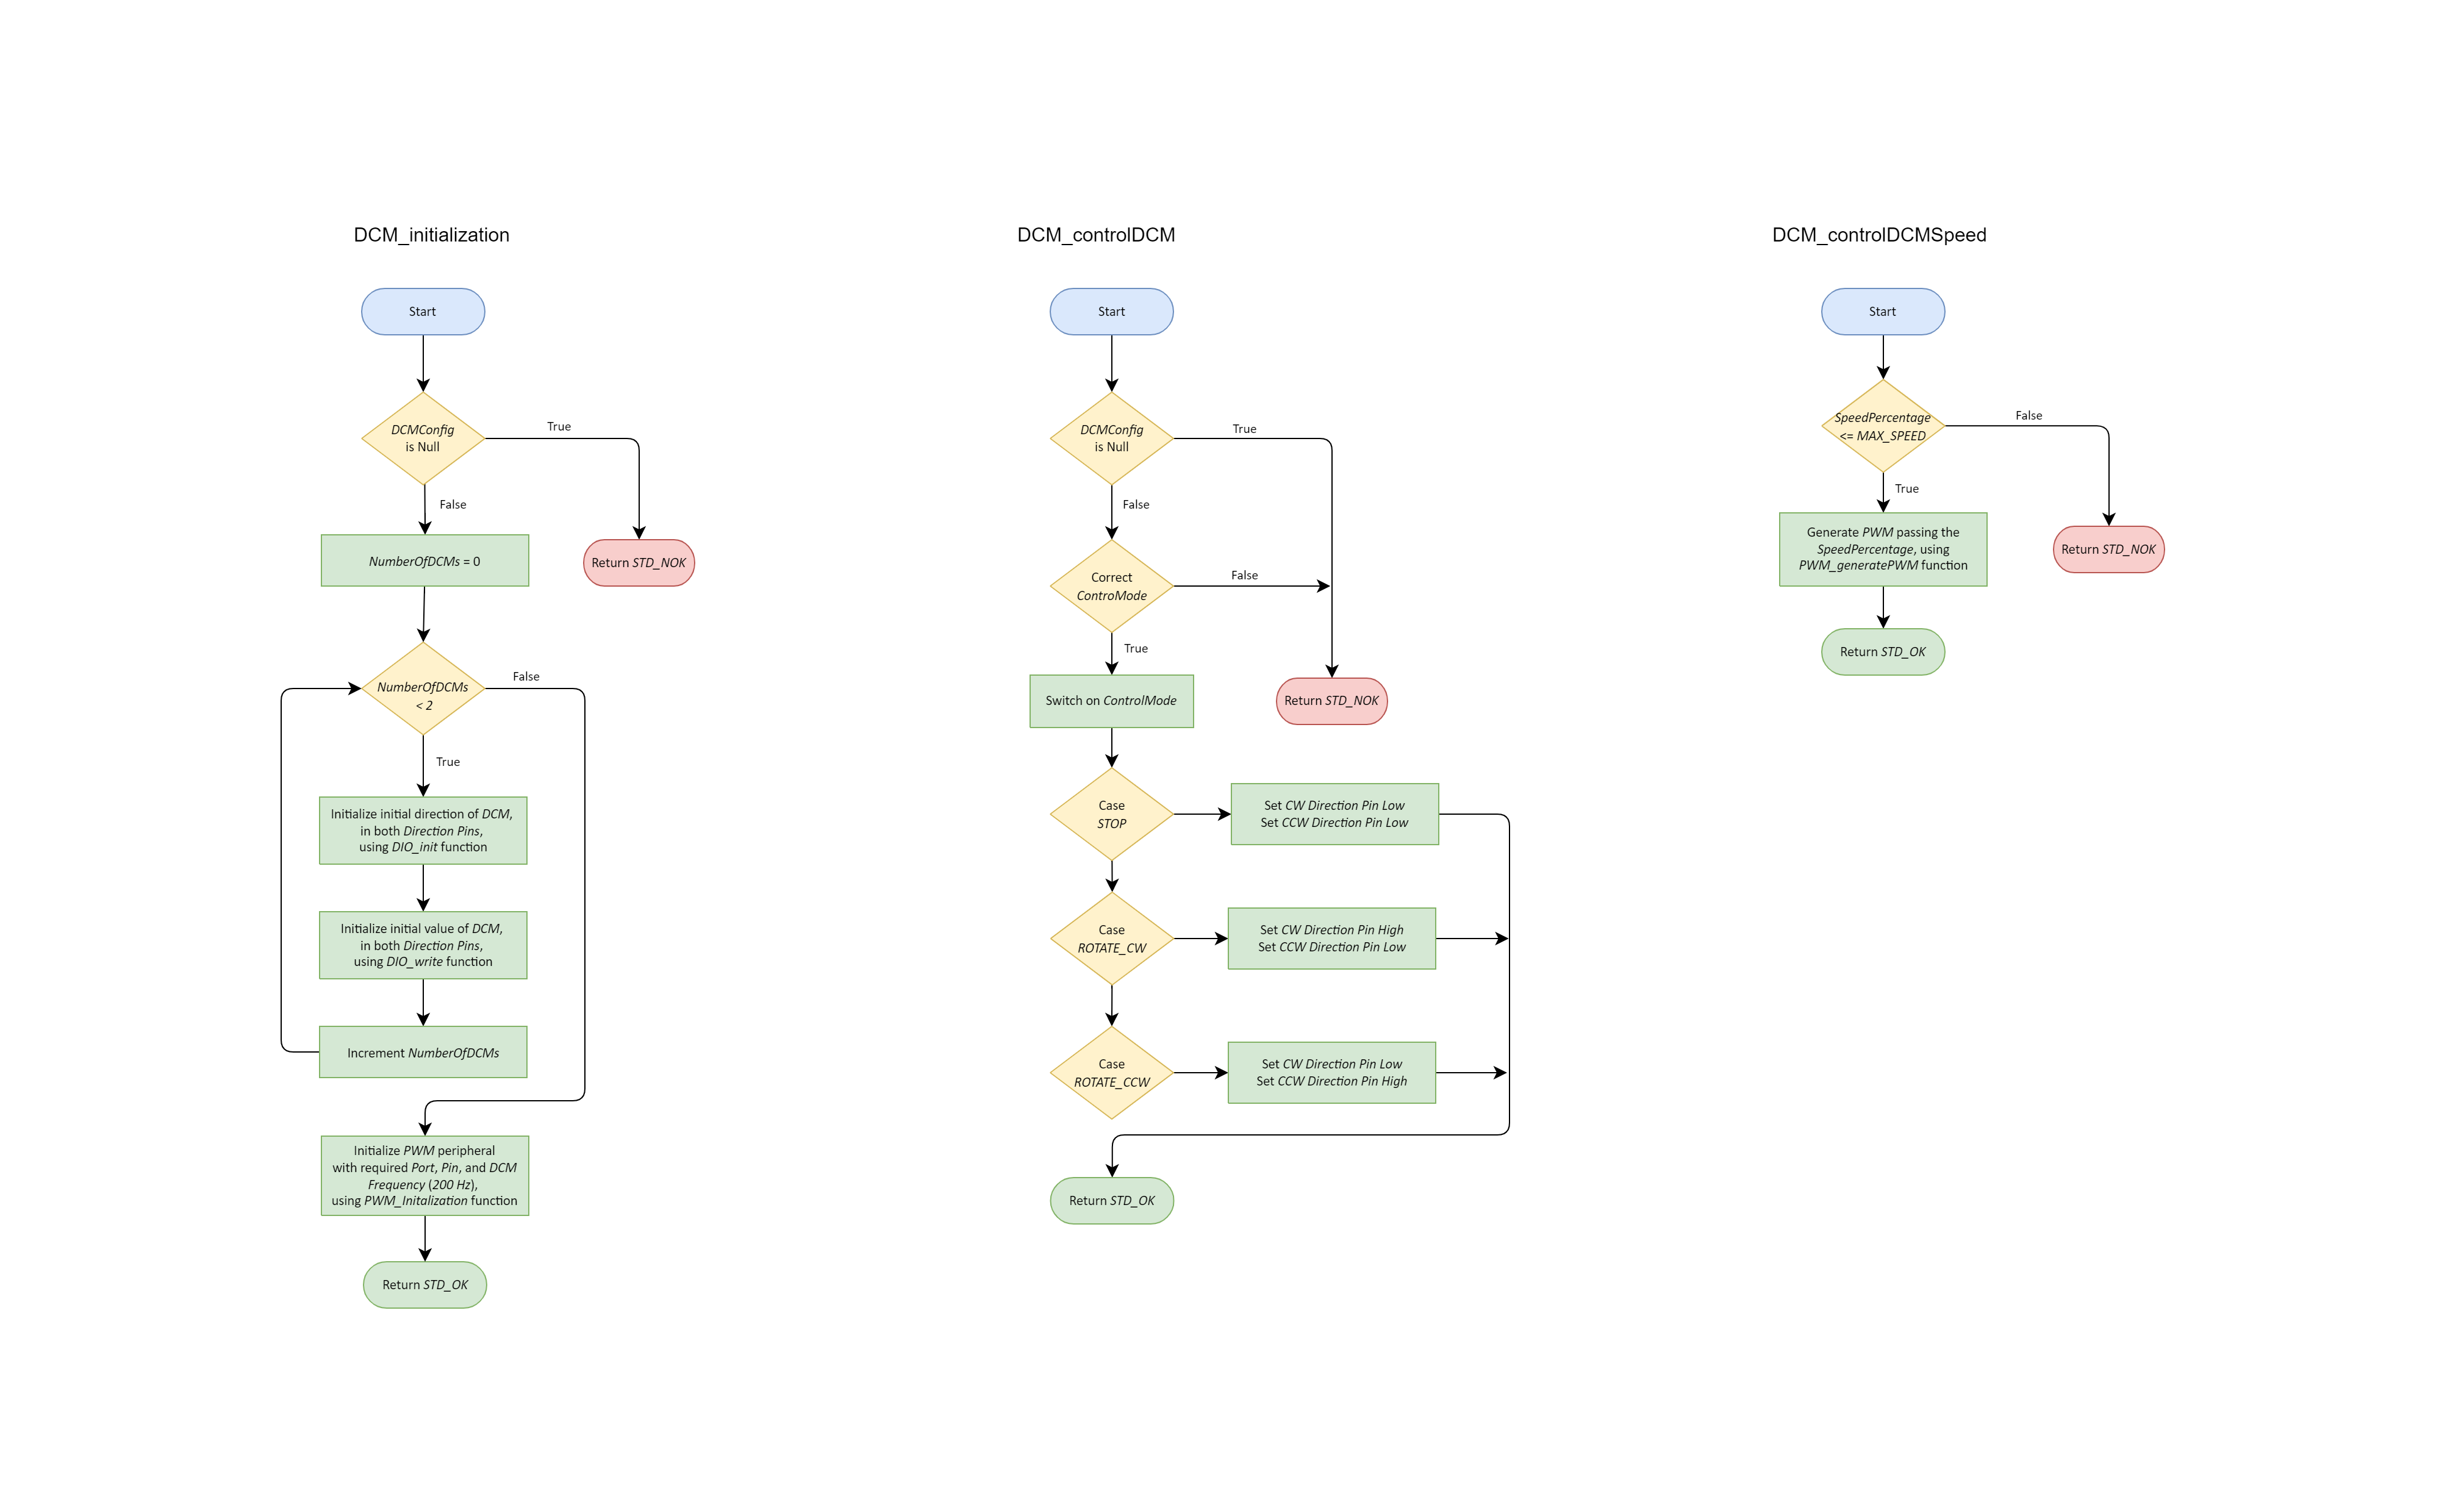 DCM_initialization
Start
DCMConfig
is Null
True
False
NumberOfDCMs = 0
Return STD_NOK
NumberOfDCMs
< 2
False
True
Initialize initial direction of DCM,
in both Direction Pins,
using DIO_init function
Initialize initial value of DCM,
in both Direction Pins,
using DIO_write function
Increment NumberOfDCMs
Initialize PWM peripheral
with required Port, Pin, and DCM
Frequency (200 Hz),
using PWM_Initalization function
Return STD_OK
DCM_controlDCM
Start
DCMConfig
is Null
True
False
Correct
ControMode
False
True
Switch on ControlMode
Return STD_NOK
Case
STOP
Set CW Direction Pin Low
Set CCW Direction Pin Low
Case
ROTATE_CW
Set CW Direction Pin High
Set CCW Direction Pin Low
Case
ROTATE_CCW
Set CW Direction Pin Low
Set CCW Direction Pin High
Return STD_OK
DCM_controlDCMSpeed
Start
SpeedPercentage
<= MAX_SPEED
False
True
Generate PWM passing the
SpeedPercentage, using
PWM_generatePWM function
Return STD_NOK
Return STD_OK